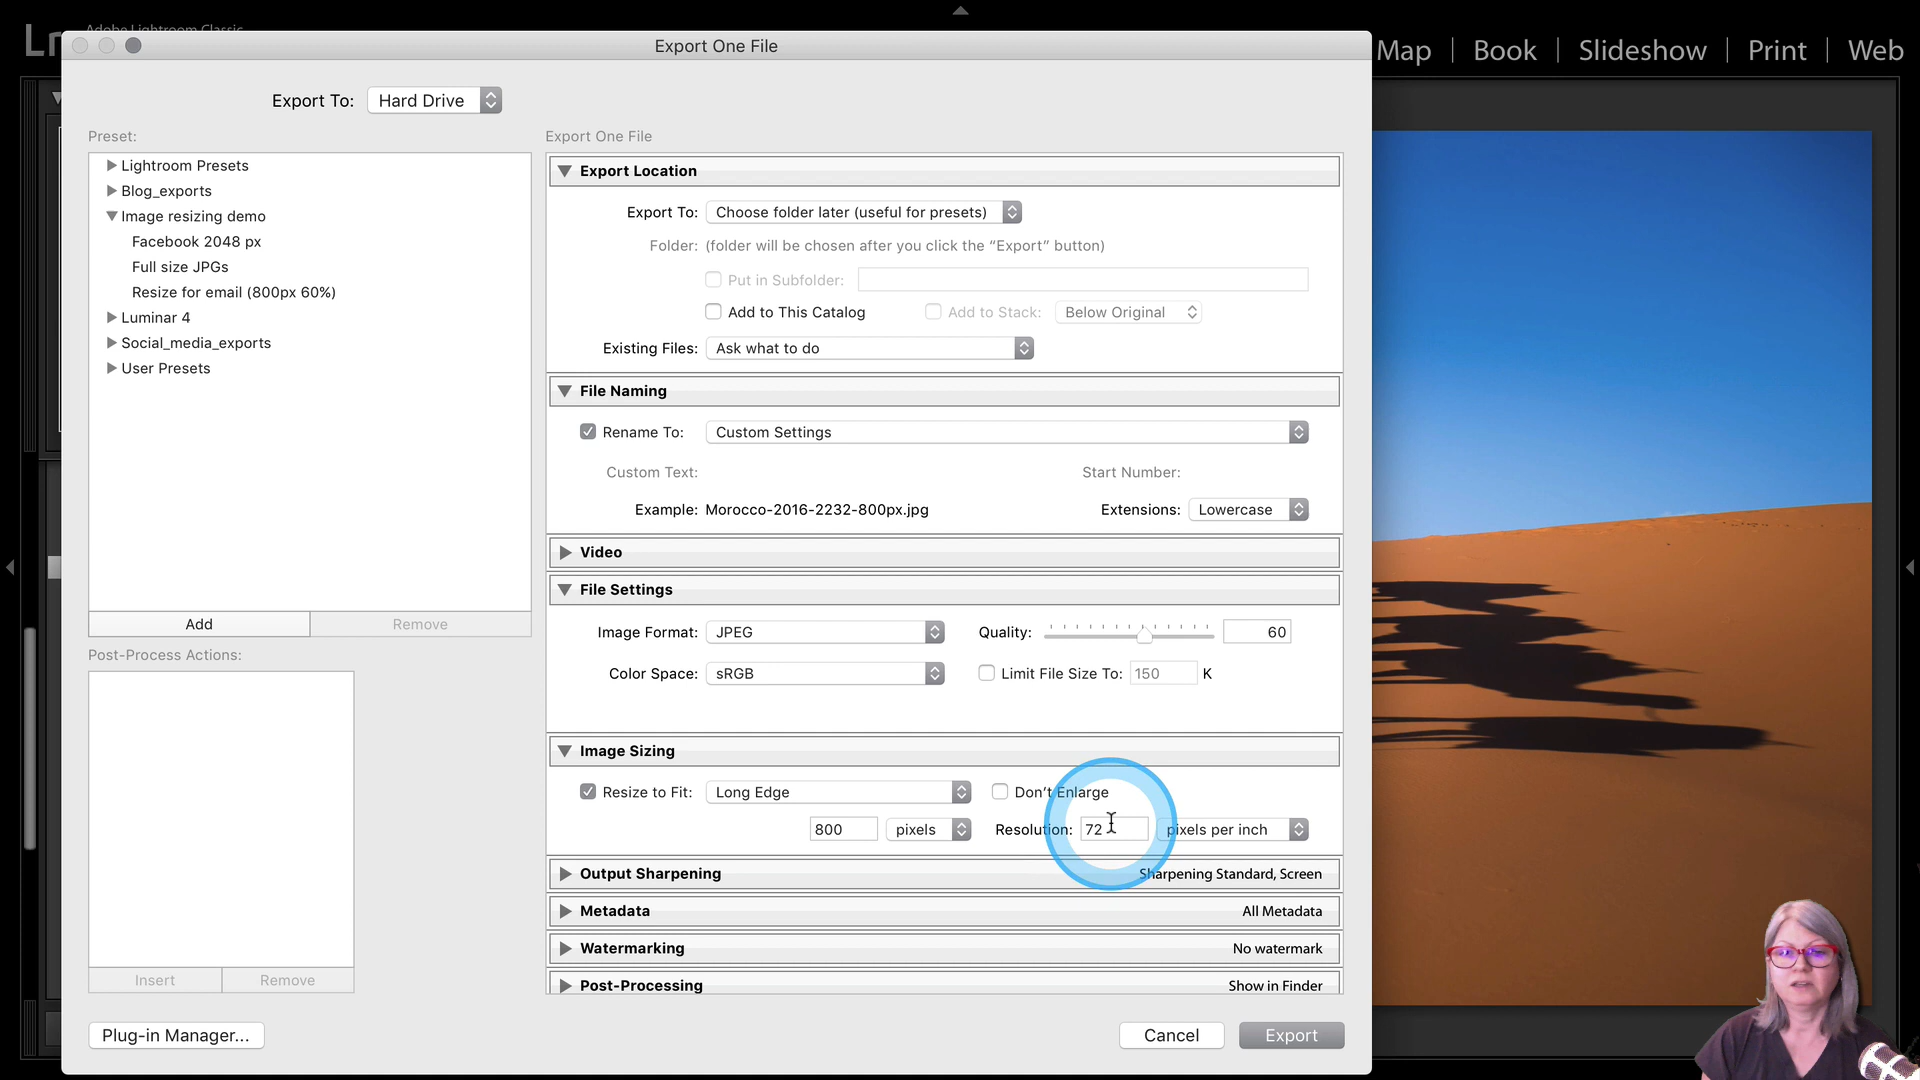 Lr Adobe Lightroom Classic
Export One File
Map | Book | Slideshow | Print | Web
Export To: Hard Drive
Preset:
Lightroom Presets
Blog_exports
Image resizing demo
Facebook 2048 px
Full size JPGs
Resize for email (800px 60%)
Luminar 4
Social_media_exports
User Presets
Add Remove
Post-Process Actions:
Insert Remove
Plug-in Manager...
Export One File
Export Location
Export To: Choose folder later (useful for presets)
Folder: (folder will be chosen after you click the “Export” button)
Put in Subfolder:
Add to This Catalog Add to Stack: Below Original
Existing Files: Ask what to do
File Naming
Rename To: Custom Settings
Custom Text: Start Number:
Example: Morocco-2016-2232-800px.jpg Extensions: Lowercase
Video
File Settings
Image Format: JPEG Quality: 60
Color Space: sRGB Limit File Size To: 150 K
Image Sizing
Resize to Fit: Long Edge Don’t Enlarge
800 pixels Resolution: 72 pixels per inch
Output Sharpening Sharpening Standard, Screen
Metadata All Metadata
Watermarking No watermark
Post-Processing Show in Finder
Cancel Export